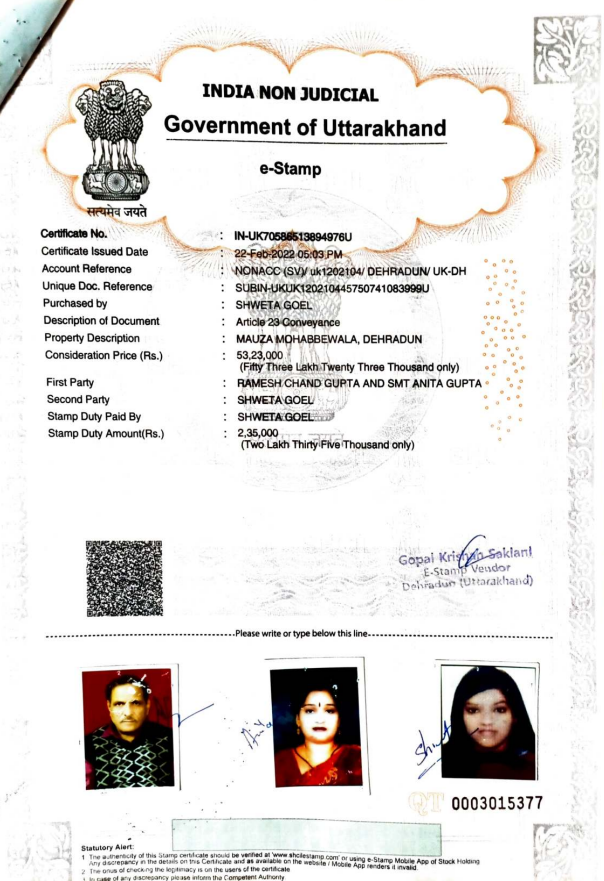 INDIA NON JUDICIAL
Government of Uttarakhand
e-Stamp
सत्यमेव जयते
Certificate No. : IN-UK70586513894976U
Certificate Issued Date : 22-Feb-2022 05:03 PM
Account Reference : NONACC (SV)/ uk1202104/ DEHRADUN/ UK-DH
Unique Doc. Reference : SUBIN-UKUK120210445750741083999U
Purchased by : SHWETA GOEL
Description of Document : Article 23 Conveyance
Property Description : MAUZA MOHABBEWALA, DEHRADUN
Consideration Price (Rs.) : 53,23,000
(Fifty Three Lakh Twenty Three Thousand only)
First Party : RAMESH CHAND GUPTA AND SMT ANITA GUPTA
Second Party : SHWETA GOEL
Stamp Duty Paid By : SHWETA GOEL
Stamp Duty Amount(Rs.) : 2,35,000
(Two Lakh Thirty Five Thousand only)
Gopal Krishan Saklani
E-Stamp Vendor
Dehradun (Uttarakhand)
Please write or type below this line
QT 0003015377
Statutory Alert:
1 The authenticity of this Stamp certificate should be verified at 'www.shcilestamp.com' or using e-Stamp Mobile App of Stock Holding
Any discrepancy in the details on this Certificate and as available on the website / Mobile App renders it invalid.
2 The onus of checking the legitimacy is on the users of the certificate
3 In case of any discrepancy please inform the Competent Authority